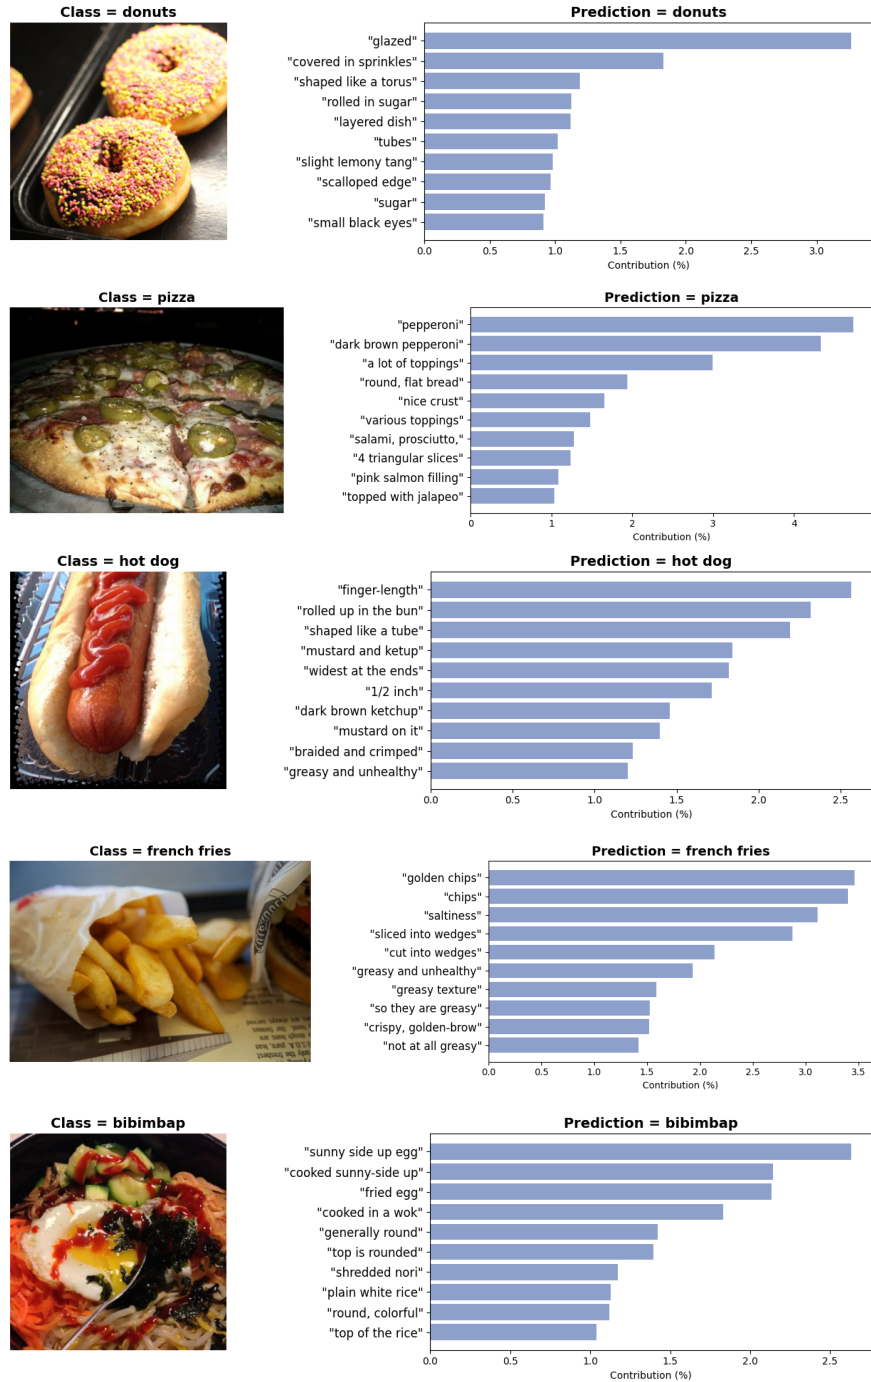 Class = donuts
Prediction = donuts
"glazed"
"covered in sprinkles"
"shaped like a torus"
"rolled in sugar"
"layered dish"
"tubes"
"slight lemony tang"
"scalloped edge"
"sugar"
"small black eyes"
0.0 0.5 1.0 1.5 2.0 2.5 3.0
Contribution (%)
Class = pizza
Prediction = pizza
"pepperoni"
"dark brown pepperoni"
"a lot of toppings"
"round, flat bread"
"nice crust"
"various toppings"
"salami, prosciutto,"
"4 triangular slices"
"pink salmon filling"
"topped with jalapeo"
0 1 2 3 4
Contribution (%)
Class = hot dog
Prediction = hot dog
"finger-length"
"rolled up in the bun"
"shaped like a tube"
"mustard and ketup"
"widest at the ends"
"1/2 inch"
"dark brown ketchup"
"mustard on it"
"braided and crimped"
"greasy and unhealthy"
0.0 0.5 1.0 1.5 2.0 2.5
Contribution (%)
Class = french fries
Prediction = french fries
"golden chips"
"chips"
"saltiness"
"sliced into wedges"
"cut into wedges"
"greasy and unhealthy"
"greasy texture"
"so they are greasy"
"crispy, golden-brow"
"not at all greasy"
0.0 0.5 1.0 1.5 2.0 2.5 3.0 3.5
Contribution (%)
Class = bibimbap
Prediction = bibimbap
"sunny side up egg"
"cooked sunny-side up"
"fried egg"
"cooked in a wok"
"generally round"
"top is rounded"
"shredded nori"
"plain white rice"
"round, colorful"
"top of the rice"
0.0 0.5 1.0 1.5 2.0 2.5
Contribution (%)